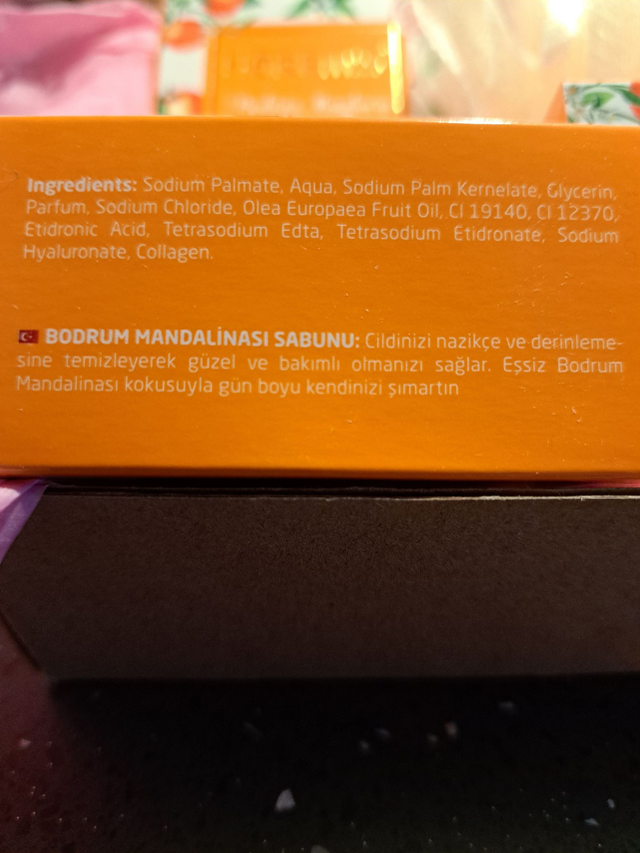 Ingredients: Sodium Palmate, Aqua, Sodium Palm Kernelate, Glycerin,
Parfum, Sodium Chloride, Olea Europaea Fruit Oil, CI 19140, CI 12370,
Etidronic Acid, Tetrasodium Edta, Tetrasodium Etidronate, Sodium
Hyaluronate, Collagen.
BODRUM MANDALİNASI SABUNU: Cildinizi nazikçe ve derinleme-
sine temizleyerek güzel ve bakımlı olmanızı sağlar. Eşsiz Bodrum
Mandalinası kokusuyla gün boyu kendinizi şımartın